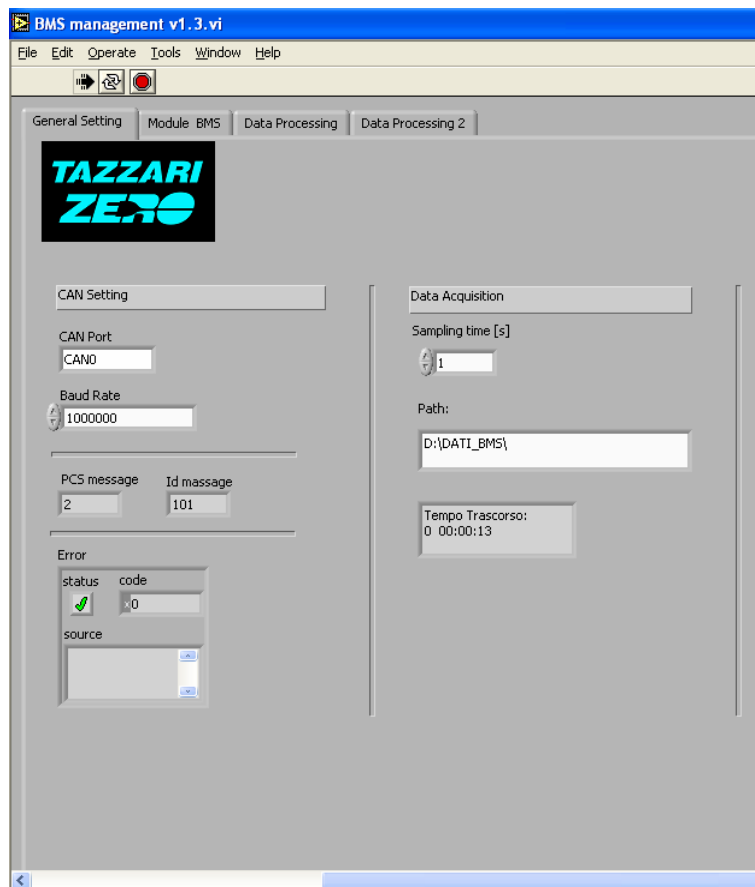 BMS management v1.3.vi
File Edit Operate Tools Window Help
General Setting Module BMS Data Processing Data Processing 2
TAZZARI
ZERO
CAN Setting
CAN Port
CAN0
Baud Rate
1000000
PCS message Id massage
2 101
Error
status code
x0
source
Data Acquisition
Sampling time [s]
1
Path:
D:\DATI_BMS\
Tempo Trascorso:
0 00:00:13